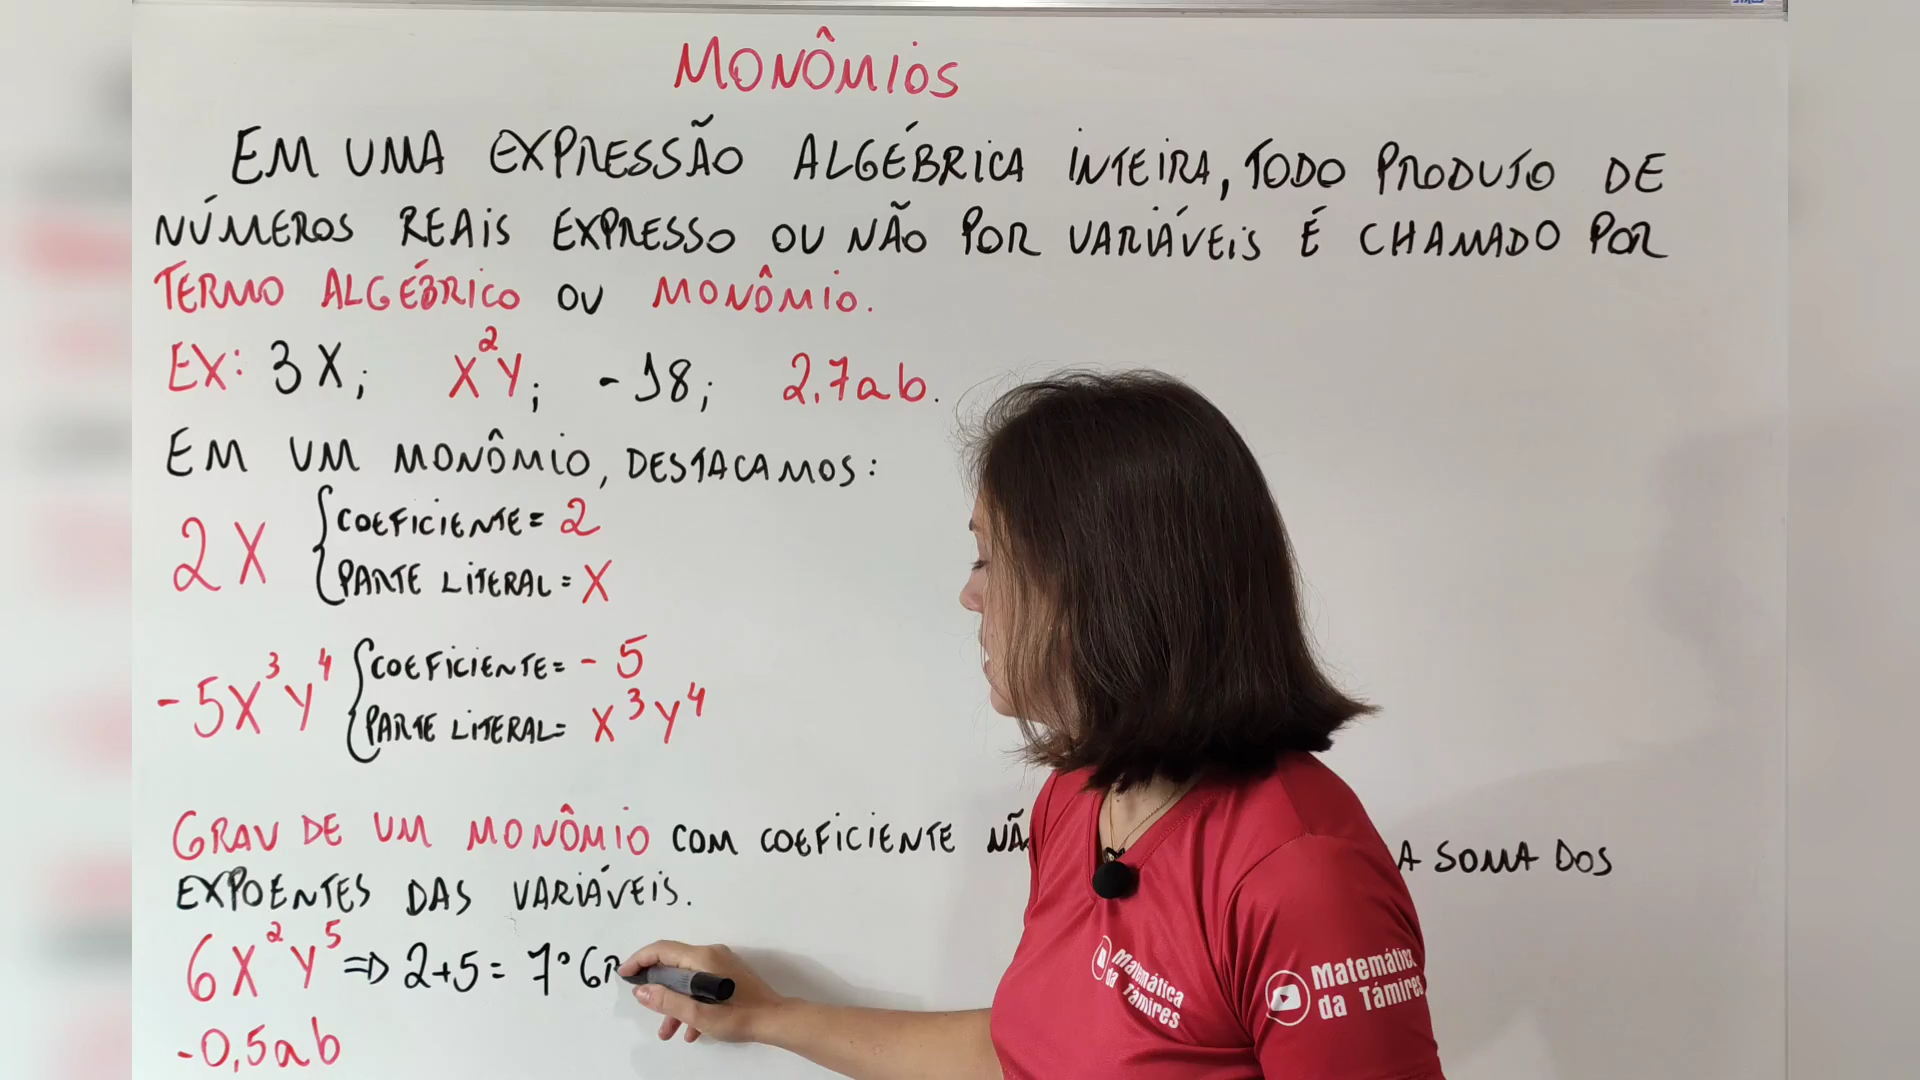 MONÔMIOS
EM UMA EXPRESSÃO ALGÉBRICA INTEIRA, TODO PRODUTO DE
NÚMEROS REAIS EXPRESSO OU NÃO POR VARIÁVEIS É CHAMADO POR
TERMO ALGÉBRICO OU MONÔMIO.
EX: 3X; X²Y; -18; 2,7ab.
EM UM MONÔMIO, DESTACAMOS:
2X { COEFICIENTE = 2
PARTE LITERAL = X
-5X³Y⁴ { COEFICIENTE = -5
PARTE LITERAL = X³Y⁴
GRAU DE UM MONÔMIO COM COEFICIENTE A SOMA DOS
EXPOENTES DAS VARIÁVEIS.
6X²Y⁵ ⇒ 2+5 = 7°
-0,5ab
Matemática
da Támires
Matemática
da Támires